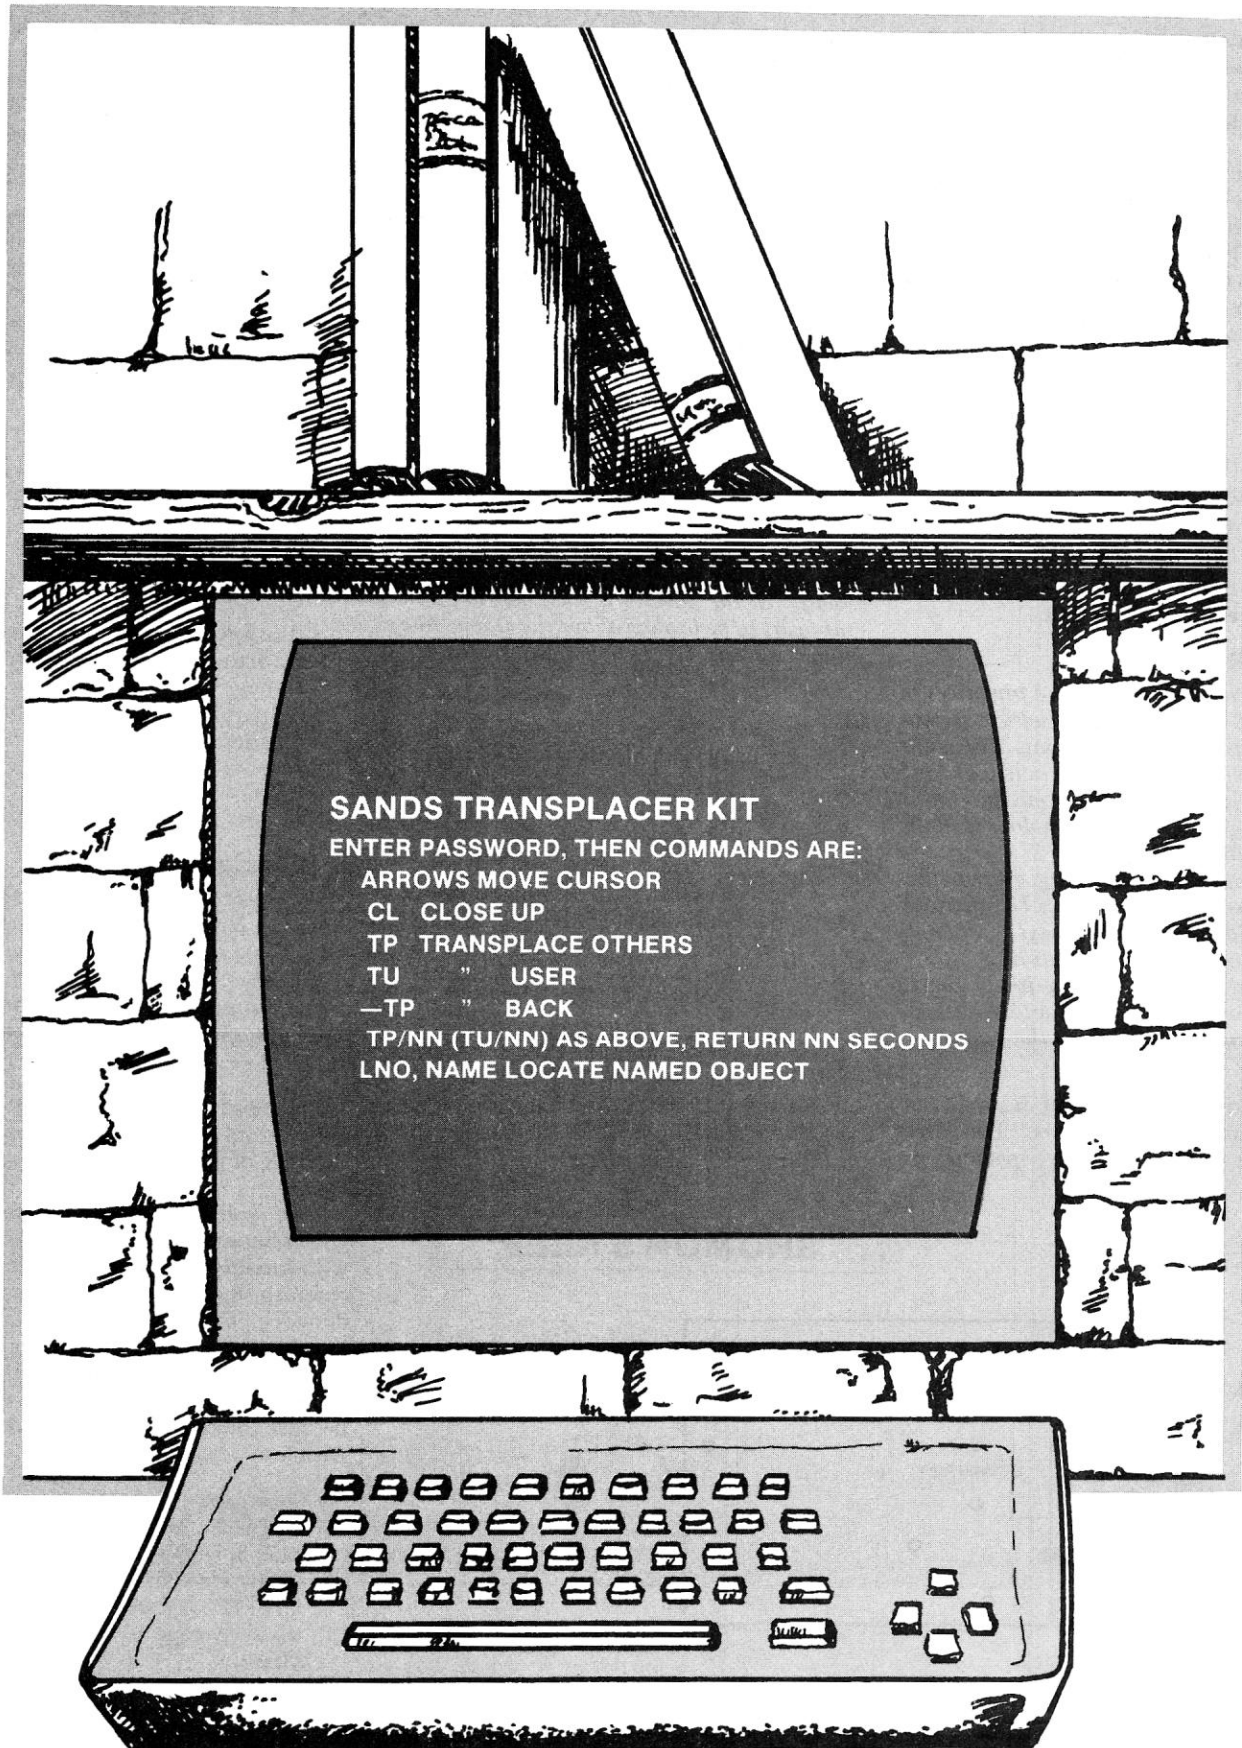 SANDS TRANSPLACER KIT
ENTER PASSWORD, THEN COMMANDS ARE:
ARROWS MOVE CURSOR
CL CLOSE UP
TP TRANSPLACE OTHERS
TU " USER
—TP " BACK
TP/NN (TU/NN) AS ABOVE, RETURN NN SECONDS
LNO, NAME LOCATE NAMED OBJECT